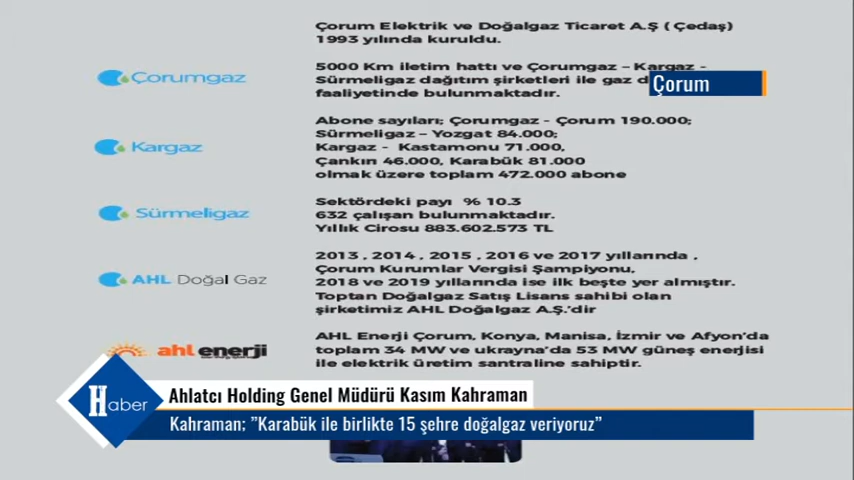 Çorum Elektrik ve Doğalgaz Ticaret A.Ş ( Çedaş)
1993 yılında kuruldu.
Çorumgaz
5000 Km iletim hattı ve Çorumgaz – Kargaz -
Sürmeligaz dağıtım şirketleri ile gaz
faaliyetinde bulunmaktadır.
Çorum
Kargaz
Abone sayıları; Çorumgaz - Çorum 190.000;
Sürmeligaz – Yozgat 84.000;
Kargaz - Kastamonu 71.000,
Çankırı 46.000, Karabük 81.000
olmak üzere toplam 472.000 abone
Sürmeligaz
Sektördeki payı % 10.3
632 çalışan bulunmaktadır.
Yıllık Cirosu 883.602.573 TL
AHL Doğal Gaz
2013 , 2014 , 2015 , 2016 ve 2017 yıllarında ,
Çorum Kurumlar Vergisi Şampiyonu,
2018 ve 2019 yıllarında ise ilk beşte yer almıştır.
Toptan Doğalgaz Satış Lisans sahibi olan
şirketimiz AHL Doğalgaz A.Ş.'dir
ahl enerji
AHL Enerji Çorum, Konya, Manisa, İzmir ve Afyon'da
toplam 34 MW ve ukrayna'da 53 MW güneş enerjisi
ile elektrik üretim santraline sahiptir.
Haber
Ahlatcı Holding Genel Müdürü Kasım Kahraman
Kahraman; "Karabük ile birlikte 15 şehre doğalgaz veriyoruz"